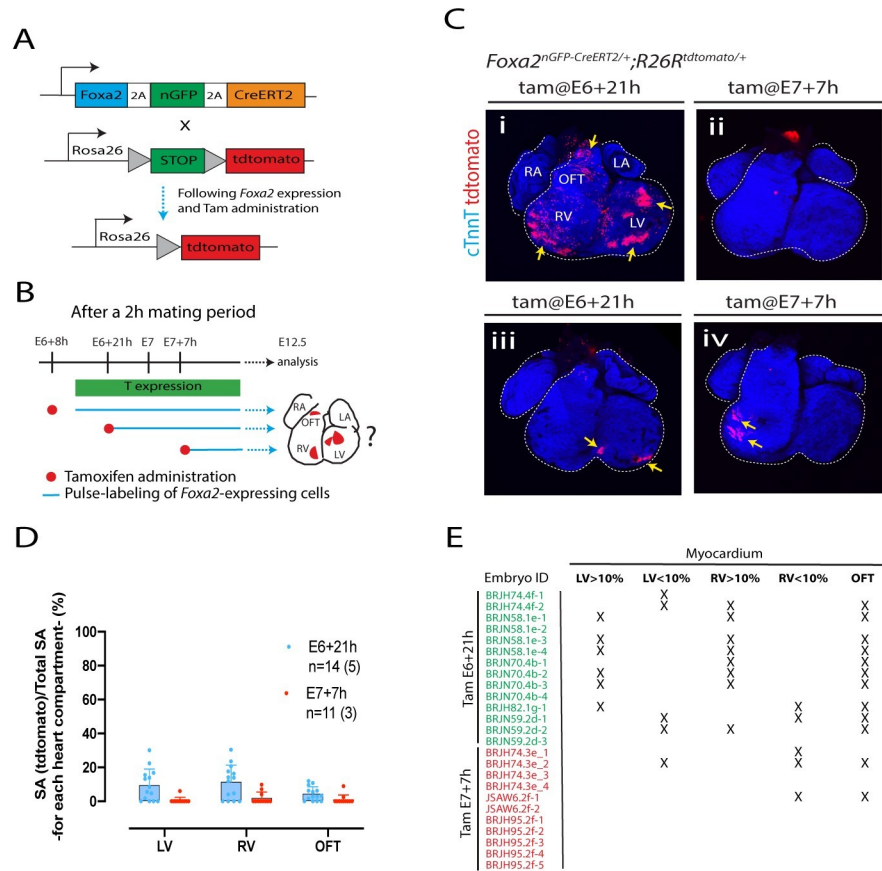 A
Foxa2 2A nGFP 2A CreERT2
X
Rosa26 STOP tdtomato
Following Foxa2 expression
and Tam administration
Rosa26 tdtomato
B
After a 2h mating period
E6+8h E6+21h E7 E7+7h E12.5
analysis
T expression
RA OFT LA
RV LV
?
Tamoxifen administration
Pulse-labeling of Foxa2-expressing cells
C
Foxa2nGFP-CreERT2/+;R26Rtdtomato/+
tam@E6+21h tam@E7+7h
cTnnT tdtomato
i ii
RA OFT LA
RV LV
tam@E6+21h tam@E7+7h
iii iv
D
SA (tdtomato)/Total SA
-for each heart compartment- (%)
100
80
60
40
20
0
E6+21h
n=14 (5)
E7+7h
n=11 (3)
LV RV OFT
E
Myocardium
Embryo ID LV>10% LV<10% RV>10% RV<10% OFT
Tam E6+21h
BRJH74.4f-1 X
BRJH74.4f-2 X X X
BRJN58.1e-1 X X X
BRJN58.1e-2
BRJN58.1e-3 X X X
BRJN58.1e-4 X X X
BRJN70.4b-1 X X
BRJN70.4b-2 X X X
BRJN70.4b-3 X X X
BRJN70.4b-4
BRJH82.1g-1 X X X
BRJN59.2d-1 X X X
BRJN59.2d-2 X X X
BRJN59.2d-3
Tam E7+7h
BRJH74.3e_1 X
BRJH74.3e_2 X X X
BRJH74.3e_3
BRJH74.3e_4
JSAW6.2f-1 X X
JSAW6.2f-2
BRJH95.2f-1
BRJH95.2f-2
BRJH95.2f-3
BRJH95.2f-4
BRJH95.2f-5